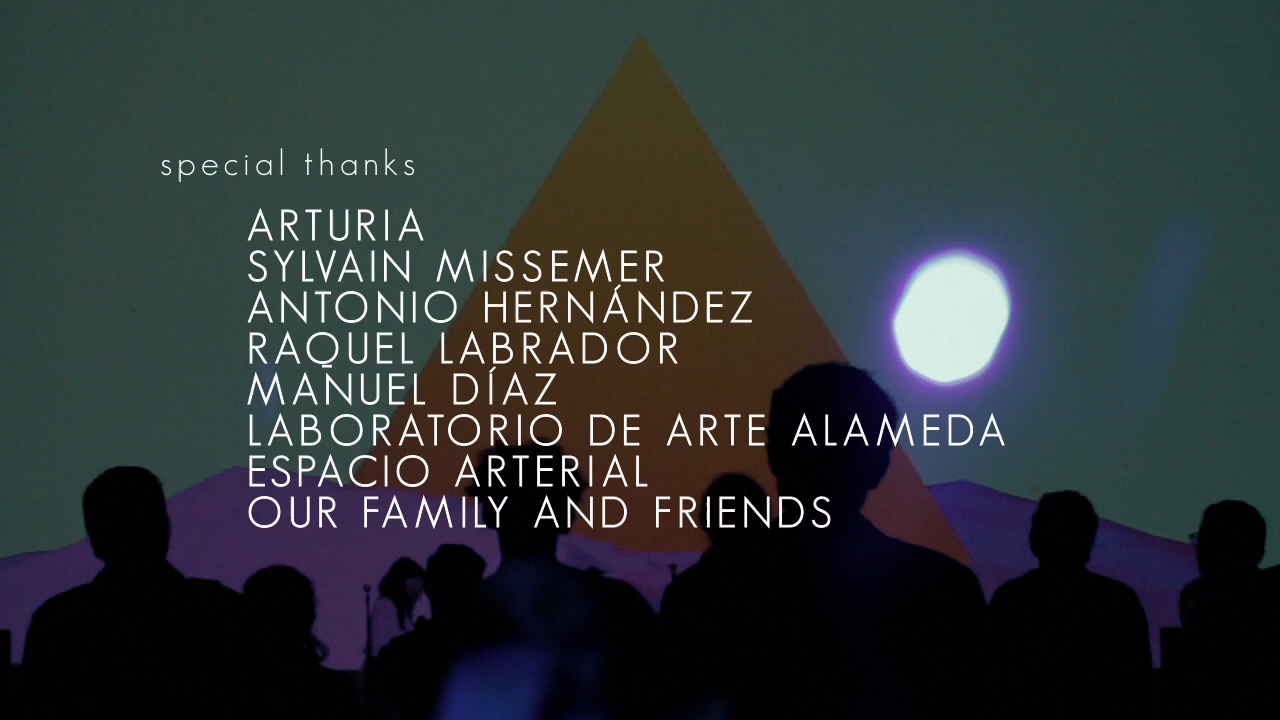 special thanks
ARTURIA
SYLVAIN MISSEMER
ANTONIO HERNÁNDEZ
RAQUEL LABRADOR
MANUEL DÍAZ
LABORATORIO DE ARTE ALAMEDA
ESPACIO ARTERIAL
OUR FAMILY AND FRIENDS